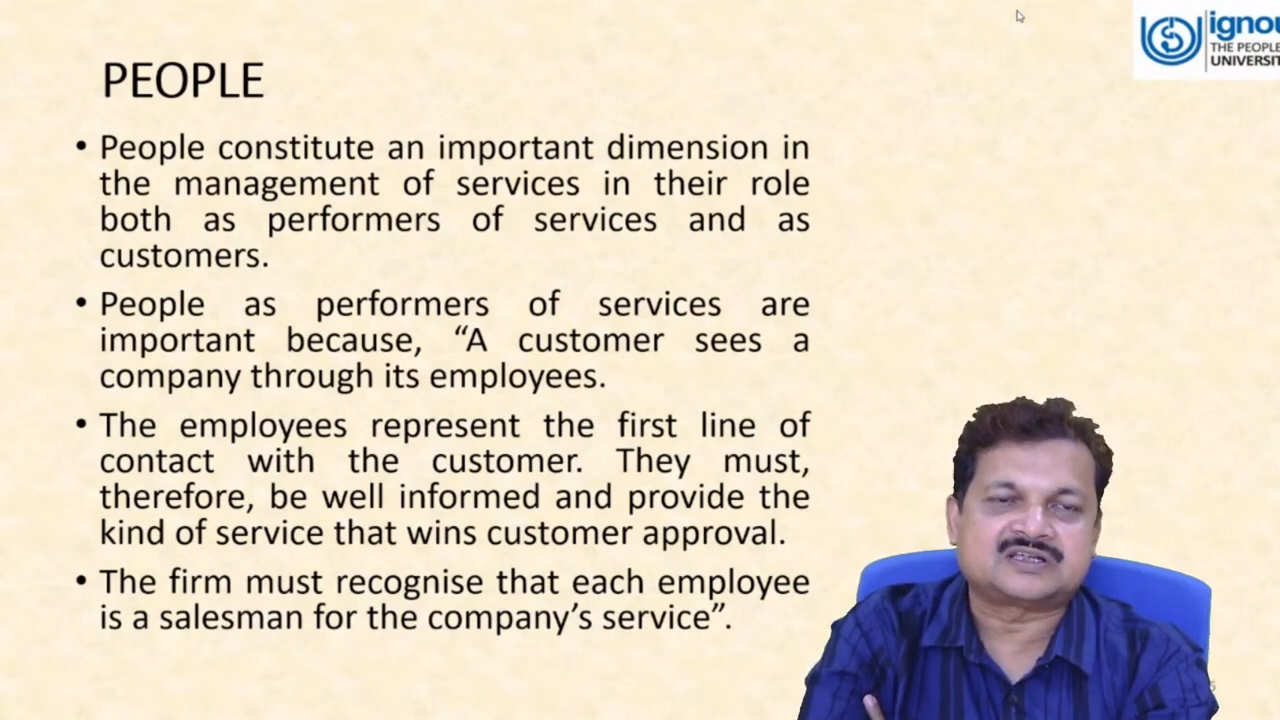 ignou
THE PEOPLE
UNIVERSIT
PEOPLE
• People constitute an important dimension in
the management of services in their role
both as performers of services and as
customers.
• People as performers of services are
important because, “A customer sees a
company through its employees.
• The employees represent the first line of
contact with the customer. They must,
therefore, be well informed and provide the
kind of service that wins customer approval.
• The firm must recognise that each employee
is a salesman for the company’s service”.